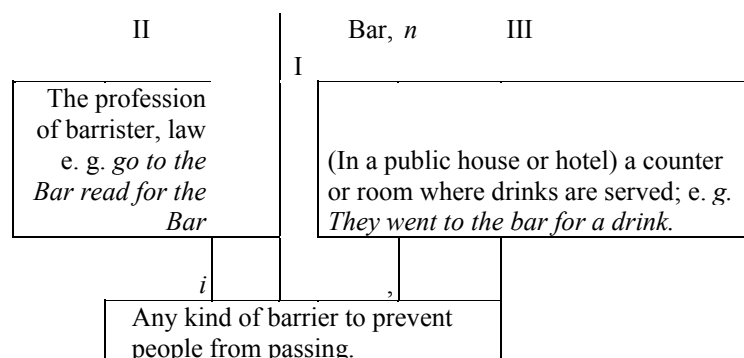 II Bar, n III
I
The profession
of barrister, law
e. g. go to the
Bar read for the
Bar
(In a public house or hotel) a counter
or room where drinks are served; e. g.
They went to the bar for a drink.
i ,
Any kind of barrier to prevent
people from passing.